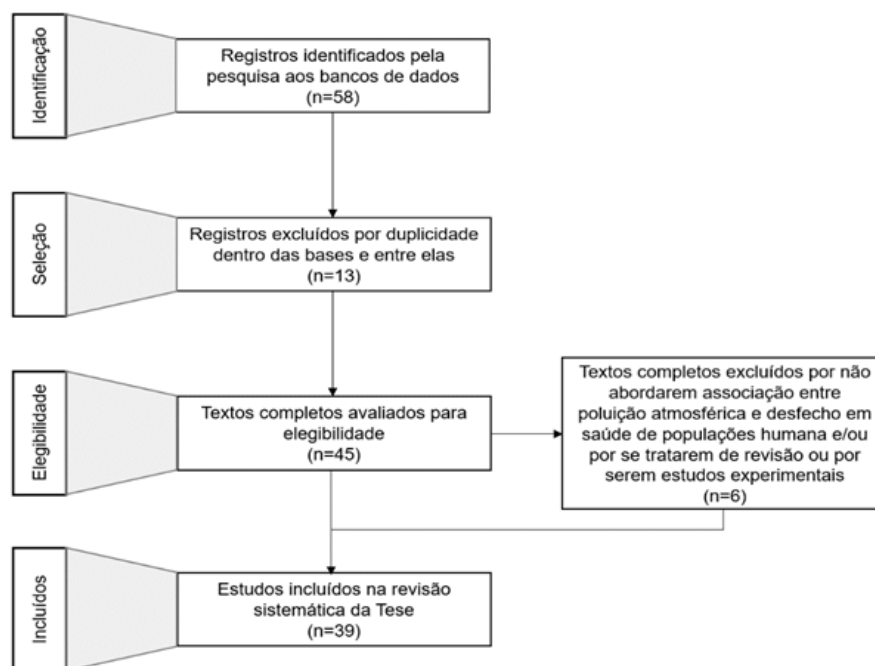 Identificação
Registros identificados pela
pesquisa aos bancos de dados
(n=58)
Seleção
Registros excluídos por duplicidade
dentro das bases e entre elas
(n=13)
Elegibilidade
Textos completos avaliados para
elegibilidade
(n=45)
Textos completos excluídos por não
abordarem associação entre
poluição atmosférica e desfecho em
saúde de populações humana e/ou
por se tratarem de revisão ou por
serem estudos experimentais
(n=6)
Incluídos
Estudos incluídos na revisão
sistemática da Tese
(n=39)